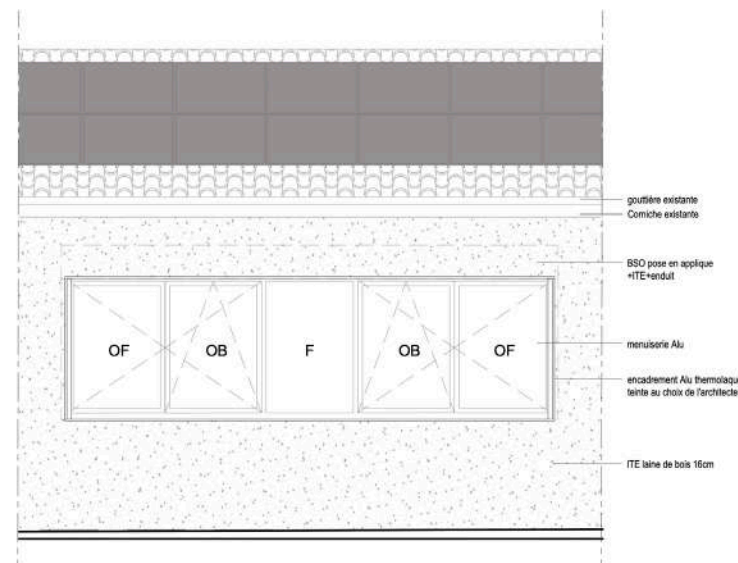 gouttière existante
Corniche existante
BSO pose en applique
+ITE+enduit
OF OB F OB OF
menuiserie Alu
encadrement Alu thermolaqu
teinte au choix de l'architecte
ITE laine de bois 16cm